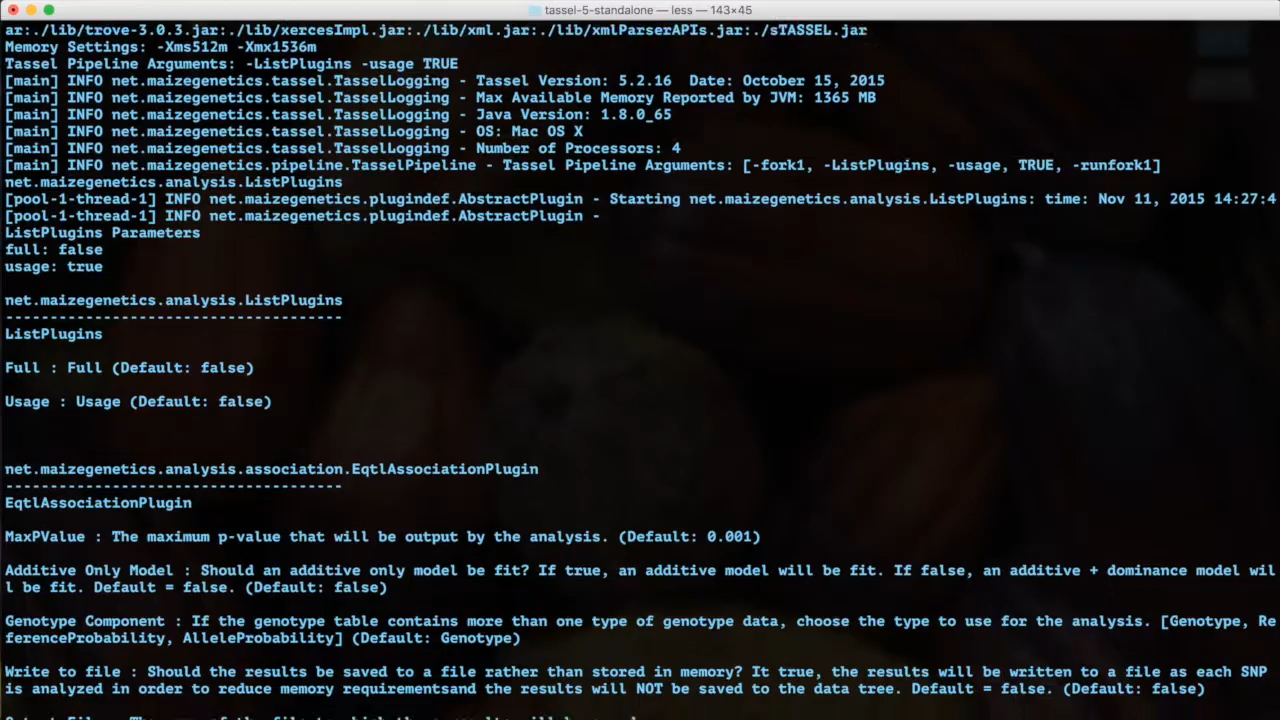 tassel-5-standalone — less — 143×45
ar:./lib/trove-3.0.3.jar:./lib/xercesImpl.jar:./lib/xml.jar:./lib/xmlParserAPIs.jar:./sTASSEL.jar
Memory Settings: -Xms512m -Xmx1536m
Tassel Pipeline Arguments: -ListPlugins -usage TRUE
[main] INFO net.maizegenetics.tassel.TasselLogging - Tassel Version: 5.2.16  Date: October 15, 2015
[main] INFO net.maizegenetics.tassel.TasselLogging - Max Available Memory Reported by JVM: 1365 MB
[main] INFO net.maizegenetics.tassel.TasselLogging - Java Version: 1.8.0_65
[main] INFO net.maizegenetics.tassel.TasselLogging - OS: Mac OS X
[main] INFO net.maizegenetics.tassel.TasselLogging - Number of Processors: 4
[main] INFO net.maizegenetics.pipeline.TasselPipeline - Tassel Pipeline Arguments: [-fork1, -ListPlugins, -usage, TRUE, -runfork1]
net.maizegenetics.analysis.ListPlugins
[pool-1-thread-1] INFO net.maizegenetics.plugindef.AbstractPlugin - Starting net.maizegenetics.analysis.ListPlugins: time: Nov 11, 2015 14:27:4
[pool-1-thread-1] INFO net.maizegenetics.plugindef.AbstractPlugin -
ListPlugins Parameters
full: false
usage: true
net.maizegenetics.analysis.ListPlugins
--------------------------------------
ListPlugins
Full : Full (Default: false)
Usage : Usage (Default: false)
net.maizegenetics.analysis.association.EqtlAssociationPlugin
--------------------------------------
EqtlAssociationPlugin
MaxPValue : The maximum p-value that will be output by the analysis. (Default: 0.001)
Additive Only Model : Should an additive only model be fit? If true, an additive model will be fit. If false, an additive + dominance model wil
l be fit. Default = false. (Default: false)
Genotype Component : If the genotype table contains more than one type of genotype data, choose the type to use for the analysis. [Genotype, Re
ferenceProbability, AlleleProbability] (Default: Genotype)
Write to file : Should the results be saved to a file rather than stored in memory? It true, the results will be written to a file as each SNP
is analyzed in order to reduce memory requirementsand the results will NOT be saved to the data tree. Default = false. (Default: false)